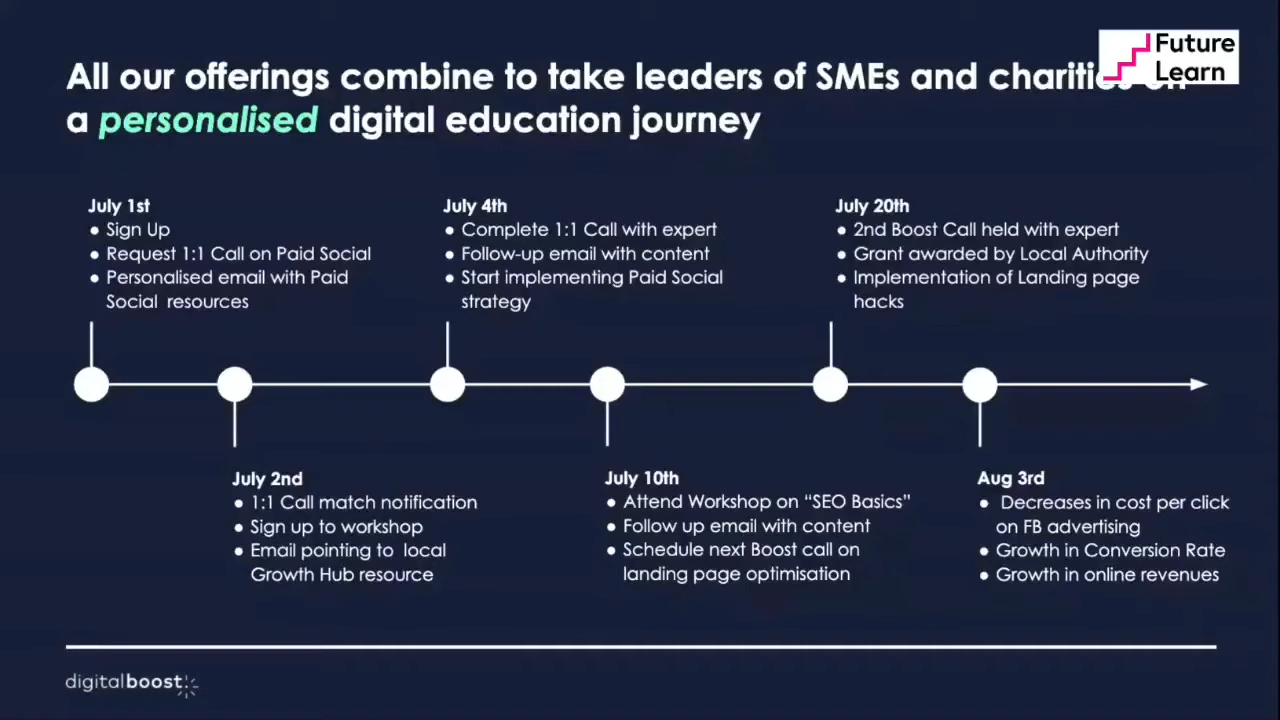 Future
Learn
All our offerings combine to take leaders of SMEs and
a personalised digital education journey
July 1st
● Sign Up
● Request 1:1 Call on Paid Social
● Personalised email with Paid
Social resources
July 4th
● Complete 1:1 Call with expert
● Follow-up email with content
● Start implementing Paid Social
strategy
July 20th
● 2nd Boost Call held with expert
● Grant awarded by Local Authority
● Implementation of Landing page
hacks
July 2nd
● 1:1 Call match notification
● Sign up to workshop
● Email pointing to local
Growth Hub resource
July 10th
● Attend Workshop on “SEO Basics”
● Follow up email with content
● Schedule next Boost call on
landing page optimisation
Aug 3rd
● Decreases in cost per click
on FB advertising
● Growth in Conversion Rate
● Growth in online revenues
digitalboost